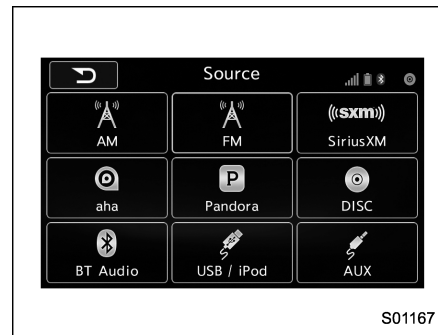 Source
AM
FM
((sxm))
SiriusXM
aha
P
Pandora
DISC
BT Audio
USB / iPod
AUX
S01167